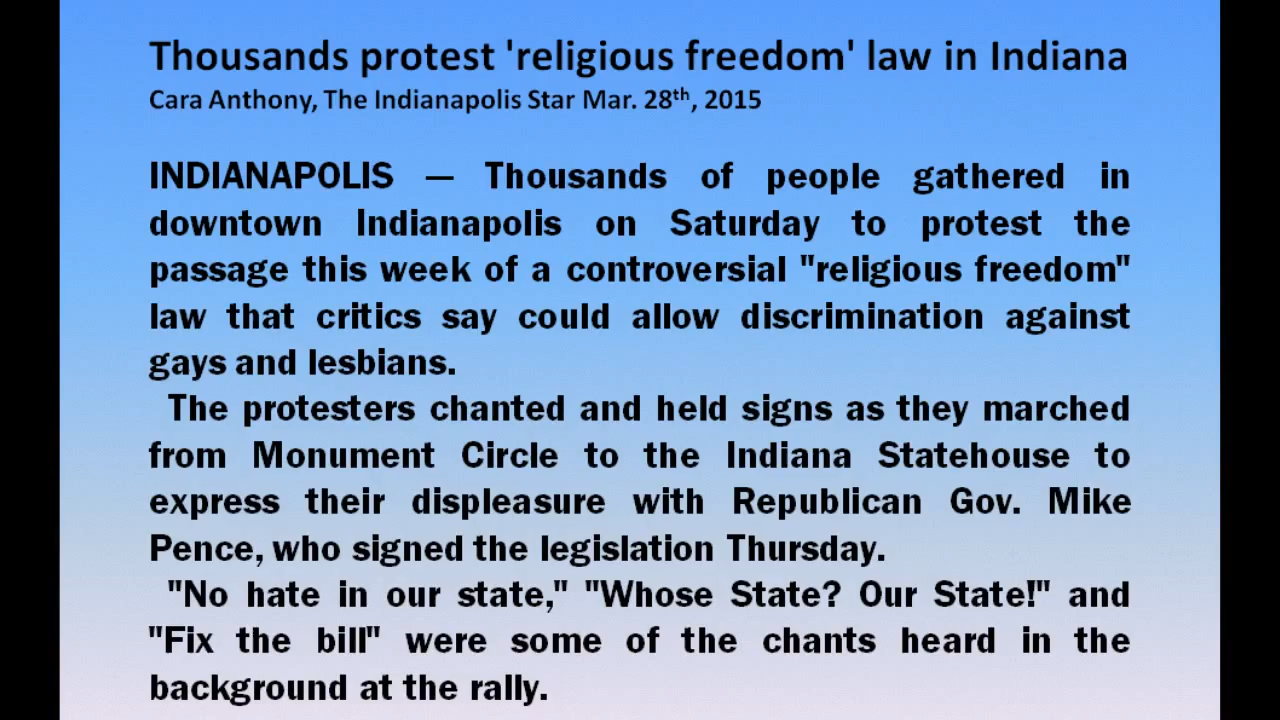 Thousands protest 'religious freedom' law in Indiana
Cara Anthony, The Indianapolis Star Mar. 28th, 2015
INDIANAPOLIS — Thousands of people gathered in
downtown Indianapolis on Saturday to protest the
passage this week of a controversial "religious freedom"
law that critics say could allow discrimination against
gays and lesbians.
The protesters chanted and held signs as they marched
from Monument Circle to the Indiana Statehouse to
express their displeasure with Republican Gov. Mike
Pence, who signed the legislation Thursday.
"No hate in our state," "Whose State? Our State!" and
"Fix the bill" were some of the chants heard in the
background at the rally.